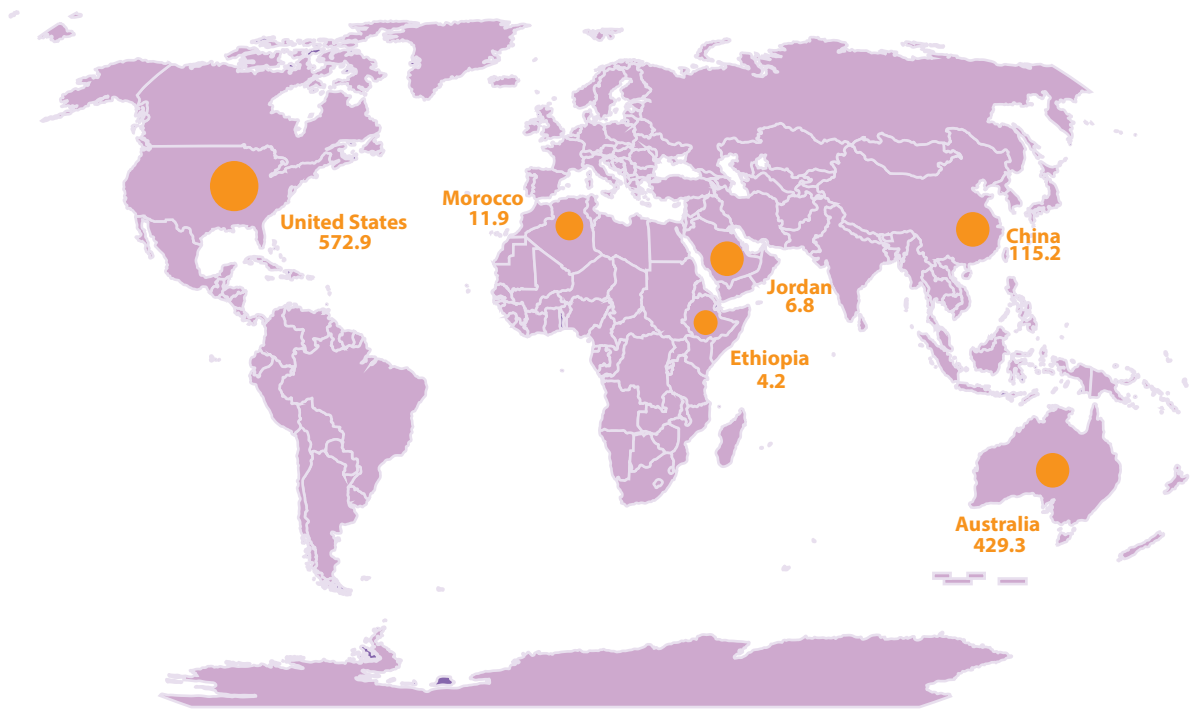 Morocco
11.9
United States
572.9
China
115.2
Jordan
6.8
Ethiopia
4.2
Australia
429.3